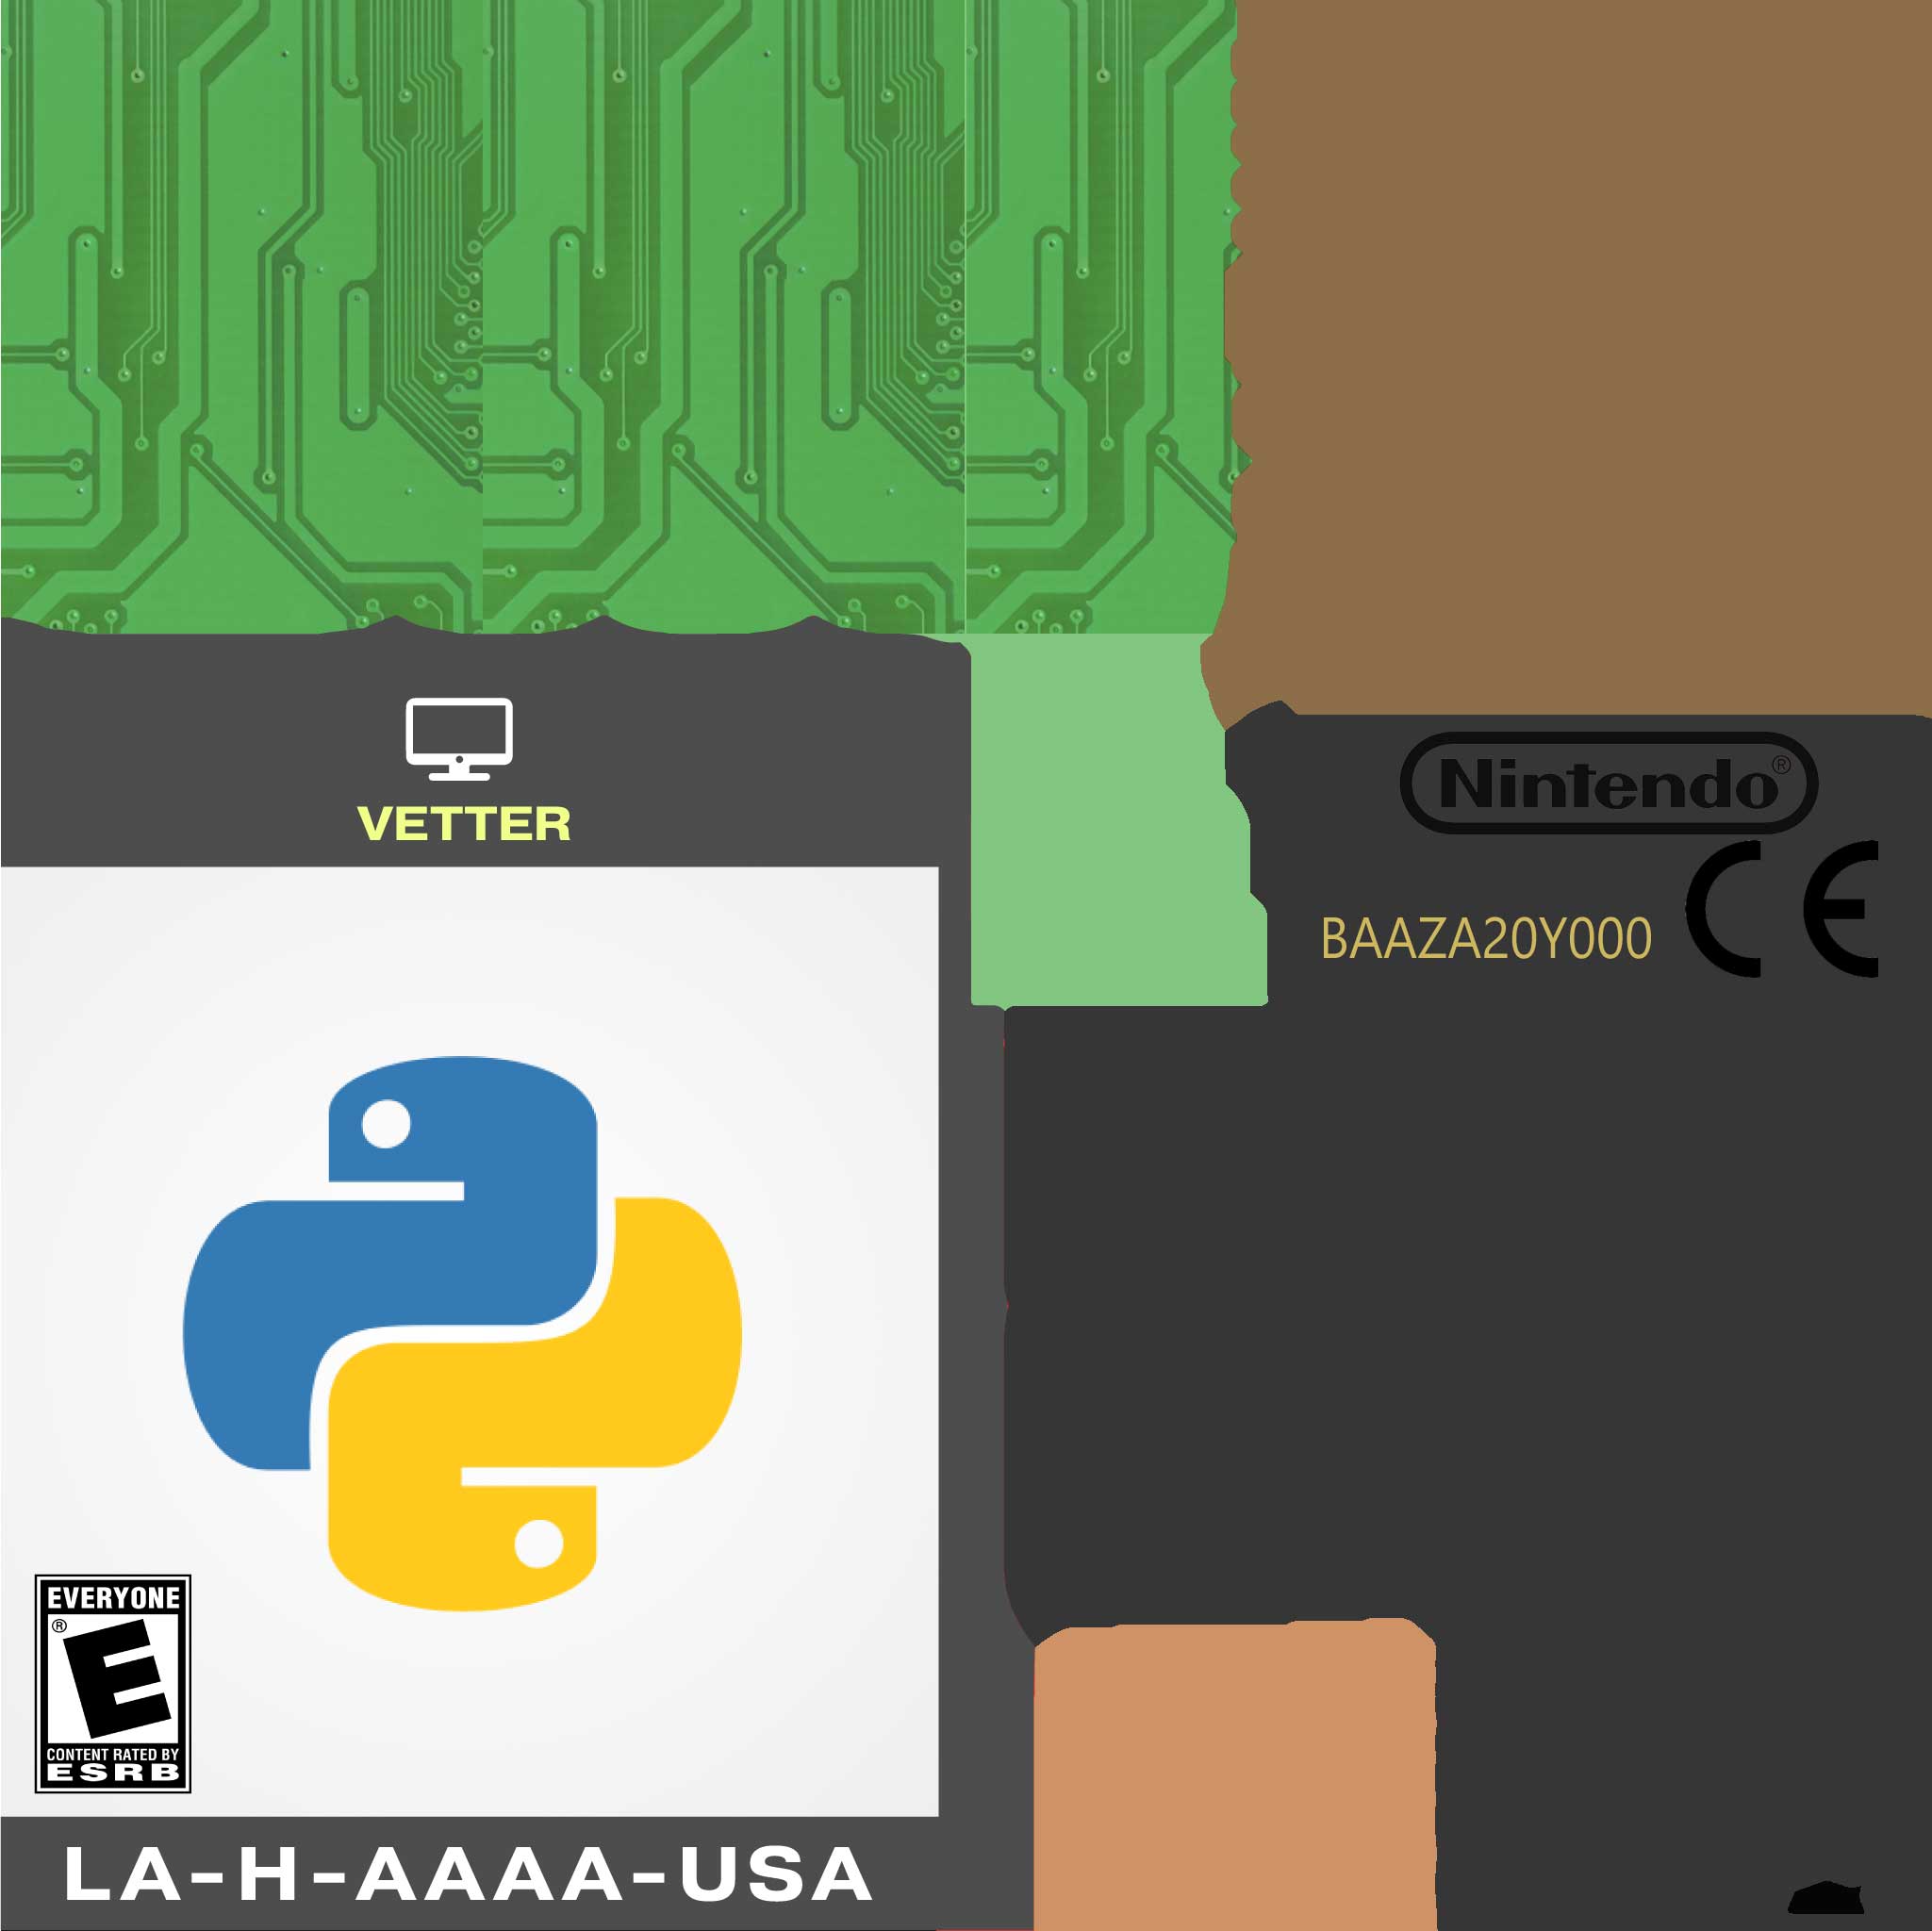 VETTER
Nintendo®
BAAZA20Y000
CE
EVERYONE
®
E
CONTENT RATED BY
ESRB
LA-H-AAAA-USA